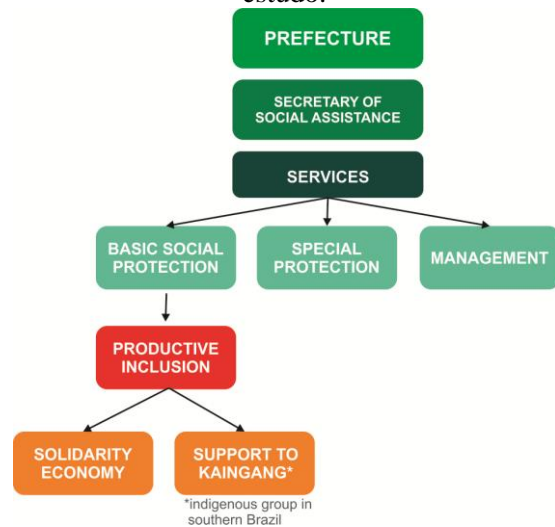 estudo.
PREFECTURE
SECRETARY OF
SOCIAL ASSISTANCE
SERVICES
BASIC SOCIAL
PROTECTION
SPECIAL
PROTECTION
MANAGEMENT
PRODUCTIVE
INCLUSION
SOLIDARITY
ECONOMY
SUPPORT TO
KAINGANG*
*indigenous group in
southern Brazil